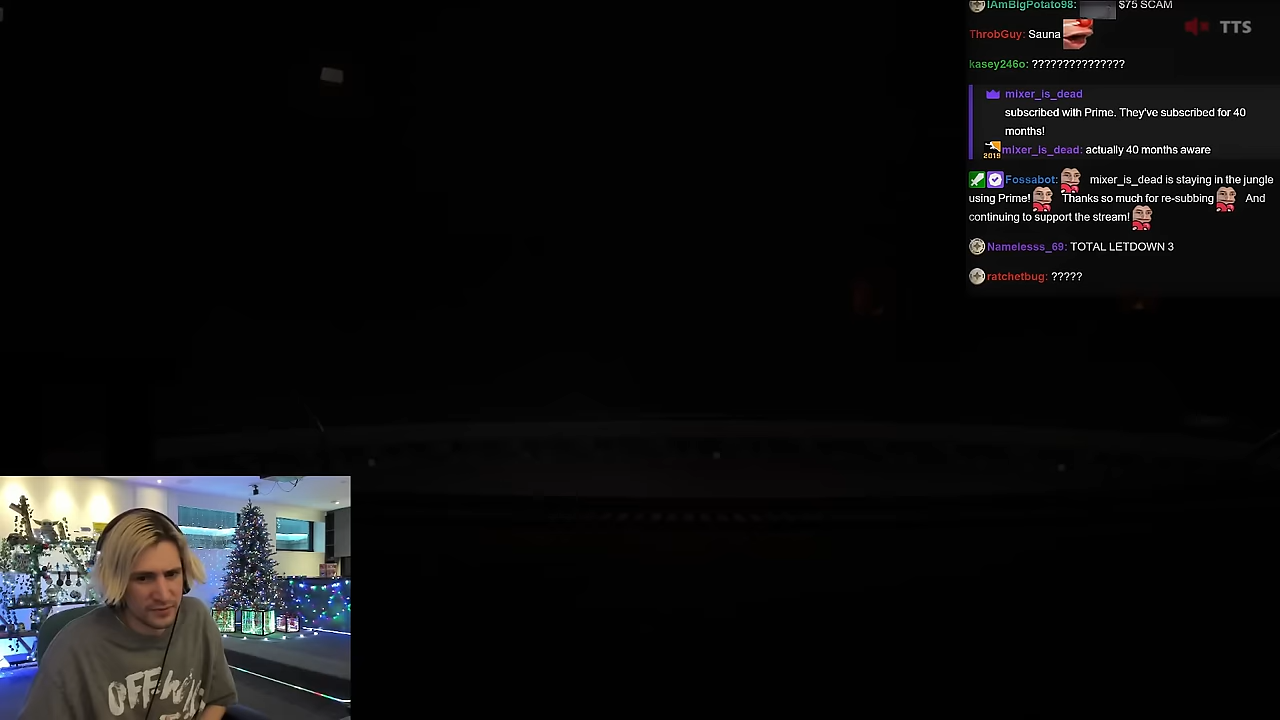 IAmBigPotato98: $75 SCAM
TTS
ThrobGuy: Sauna
kasey246o: ???????????????
mixer_is_dead
subscribed with Prime. They've subscribed for 40
months!
2019 mixer_is_dead: actually 40 months aware
Fossabot: mixer_is_dead is staying in the jungle
using Prime! Thanks so much for re-subbing And
continuing to support the stream!
Namelesss_69: TOTAL LETDOWN 3
ratchetbug: ?????